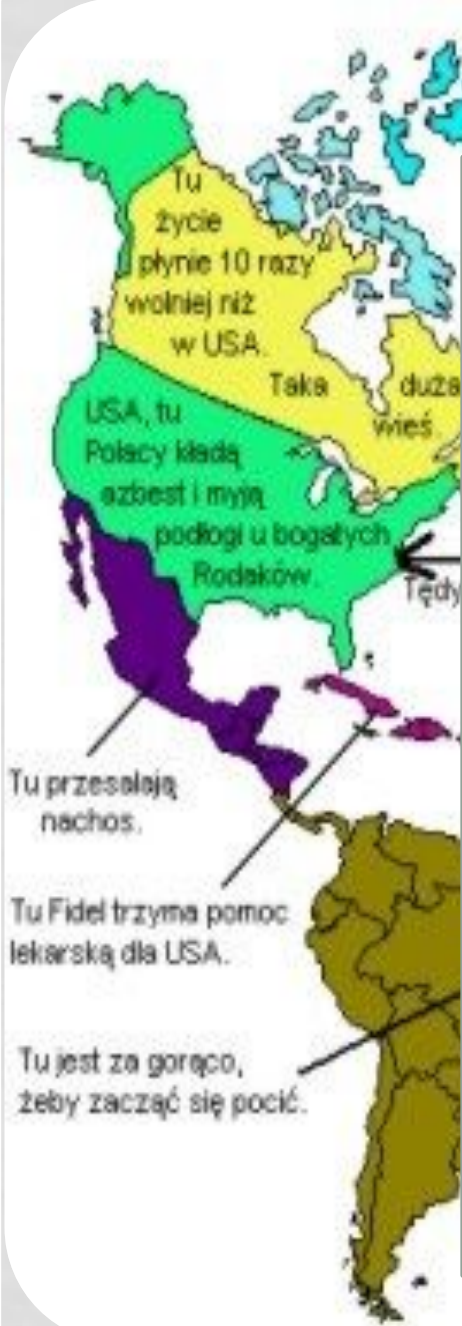 Tu
życie
płynie 10 razy
wolniej niż
w USA.
Taka duża
wieś.
USA, tu
Polacy kładą
azbest i myją
podłogi u bogatych
Rodaków.
Tędy
Tu przesalają
nachos.
Tu Fidel trzyma pomoc
lekarską dla USA.
Tu jest za gorąco,
żeby zacząć się pocić.